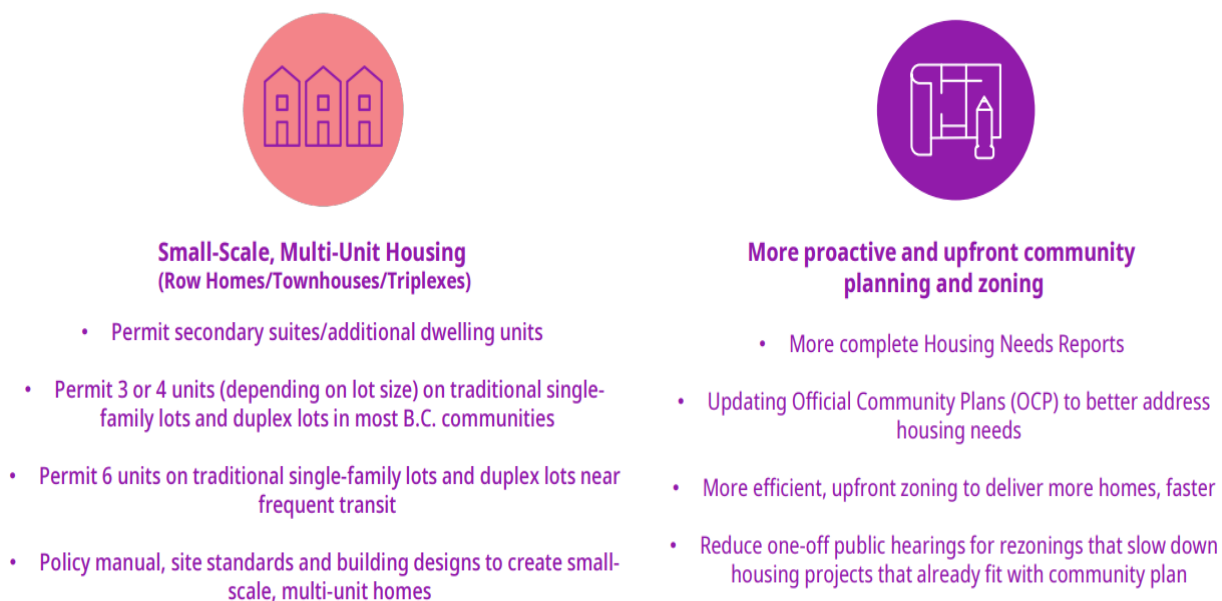 Small-Scale, Multi-Unit Housing
(Row Homes/Townhouses/Triplexes)
• Permit secondary suites/additional dwelling units
• Permit 3 or 4 units (depending on lot size) on traditional single-
family lots and duplex lots in most B.C. communities
• Permit 6 units on traditional single-family lots and duplex lots near
frequent transit
• Policy manual, site standards and building designs to create small-
scale, multi-unit homes
More proactive and upfront community
planning and zoning
• More complete Housing Needs Reports
• Updating Official Community Plans (OCP) to better address
housing needs
• More efficient, upfront zoning to deliver more homes, faster
• Reduce one-off public hearings for rezonings that slow down
housing projects that already fit with community plan